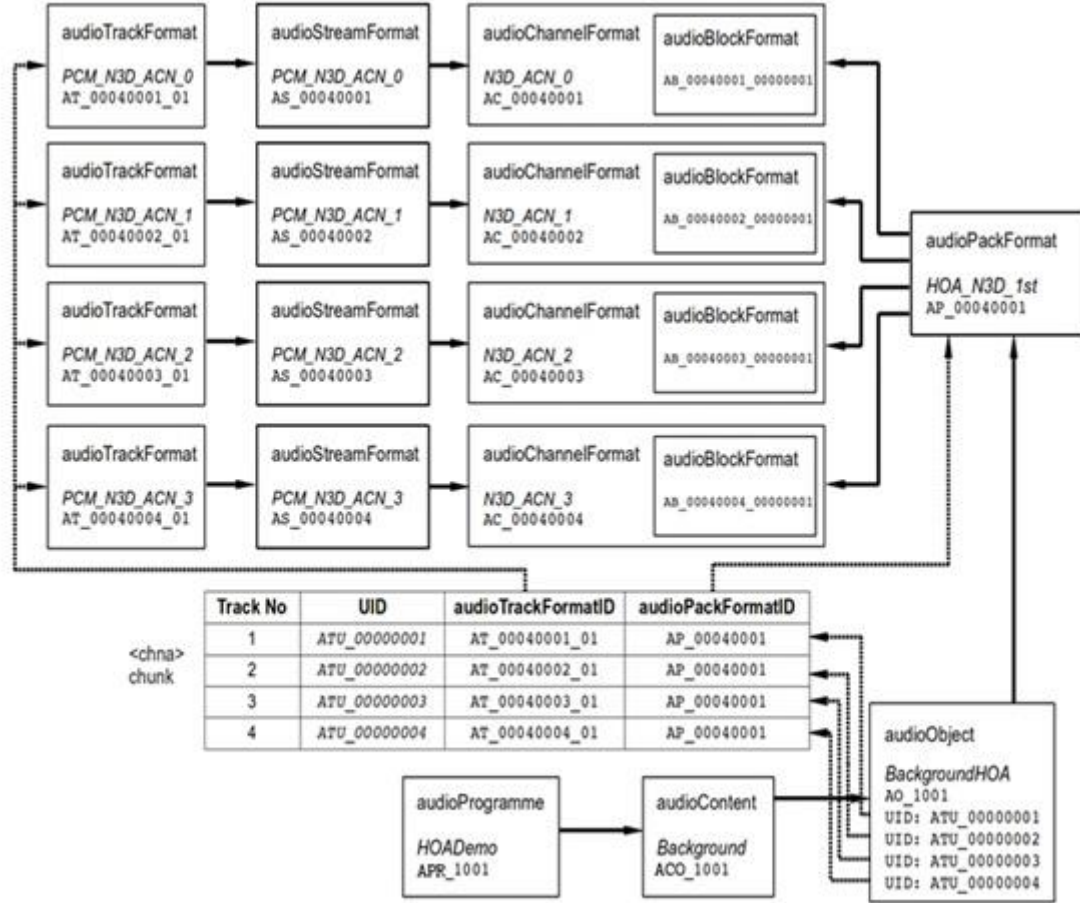 audioTrackFormat
PCM_N3D_ACN_0
AT_00040001_01
audioStreamFormat
PCM_N3D_ACN_0
AS_00040001
audioChannelFormat
N3D_ACN_0
AC_00040001
audioBlockFormat
AB_00040001_00000001
audioTrackFormat
PCM_N3D_ACN_1
AT_00040002_01
audioStreamFormat
PCM_N3D_ACN_1
AS_00040002
audioChannelFormat
N3D_ACN_1
AC_00040002
audioBlockFormat
AB_00040002_00000001
audioPackFormat
HOA_N3D_1st
AP_00040001
audioTrackFormat
PCM_N3D_ACN_2
AT_00040003_01
audioStreamFormat
PCM_N3D_ACN_2
AS_00040003
audioChannelFormat
N3D_ACN_2
AC_00040003
audioBlockFormat
AB_00040003_00000001
audioTrackFormat
PCM_N3D_ACN_3
AT_00040004_01
audioStreamFormat
PCM_N3D_ACN_3
AS_00040004
audioChannelFormat
N3D_ACN_3
AC_00040004
audioBlockFormat
AB_00040004_00000001
<chna>
chunk
Track No UID audioTrackFormatID audioPackFormatID
1 ATU_00000001 AT_00040001_01 AP_00040001
2 ATU_00000002 AT_00040002_01 AP_00040001
3 ATU_00000003 AT_00040003_01 AP_00040001
4 ATU_00000004 AT_00040004_01 AP_00040001
audioProgramme
HOADemo
APR_1001
audioContent
Background
ACO_1001
audioObject
BackgroundHOA
AO_1001
UID: ATU_00000001
UID: ATU_00000002
UID: ATU_00000003
UID: ATU_00000004